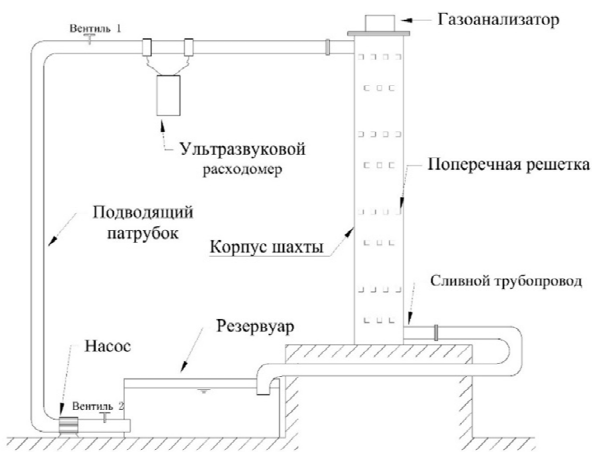 Вентиль 1
Газоанализатор
Ультразвуковой
расходомер
Поперечная решетка
Подводящий
патрубок
Корпус шахты
Сливной трубопровод
Резервуар
Насос
Вентиль 2